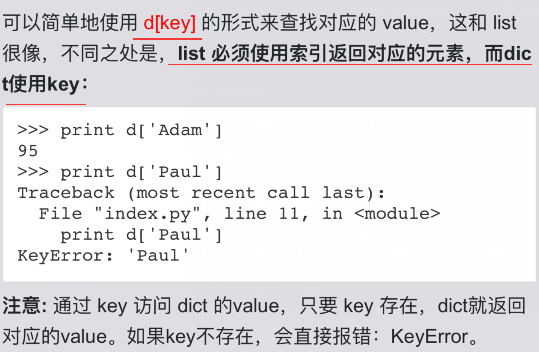 可以简单地使用 d[key] 的形式来查找对应的 value，这和 list
很像，不同之处是，list 必须使用索引返回对应的元素，而dic
t使用key：
>>> print d['Adam']
95
>>> print d['Paul']
Traceback (most recent call last):
  File "index.py", line 11, in <module>
    print d['Paul']
KeyError: 'Paul'
注意: 通过 key 访问 dict 的value，只要 key 存在，dict就返回
对应的value。如果key不存在，会直接报错：KeyError。